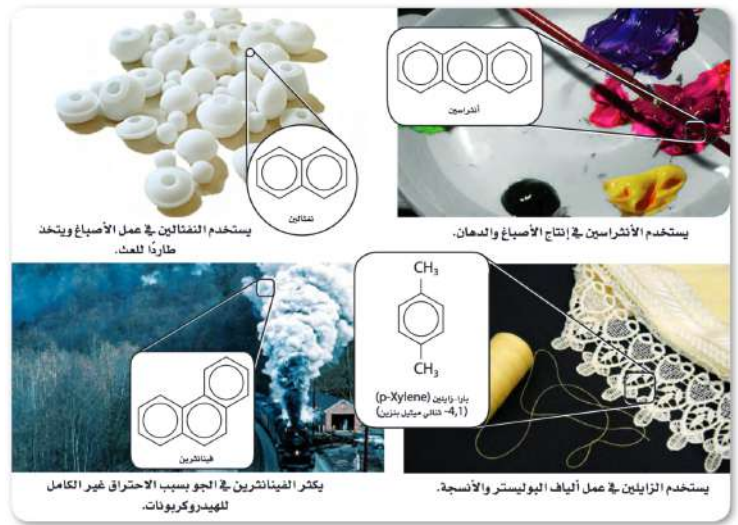 أنثراسين
يستخدم الأنثراسين في إنتاج الأصباغ والدهان.
نفثالين
يستخدم النفثالين في عمل الأصباغ ويتخذ
طاردًا للعث.
CH₃
CH₃
بارا-زايلين (p-Xylene)
(4,1- ثنائي ميثيل بنزين)
يستخدم الزايلين في عمل ألياف البوليستر والأنسجة.
فينانثرين
يكثر الفينانثرين في الجو بسبب الاحتراق غير الكامل
للهيدروكربونات.